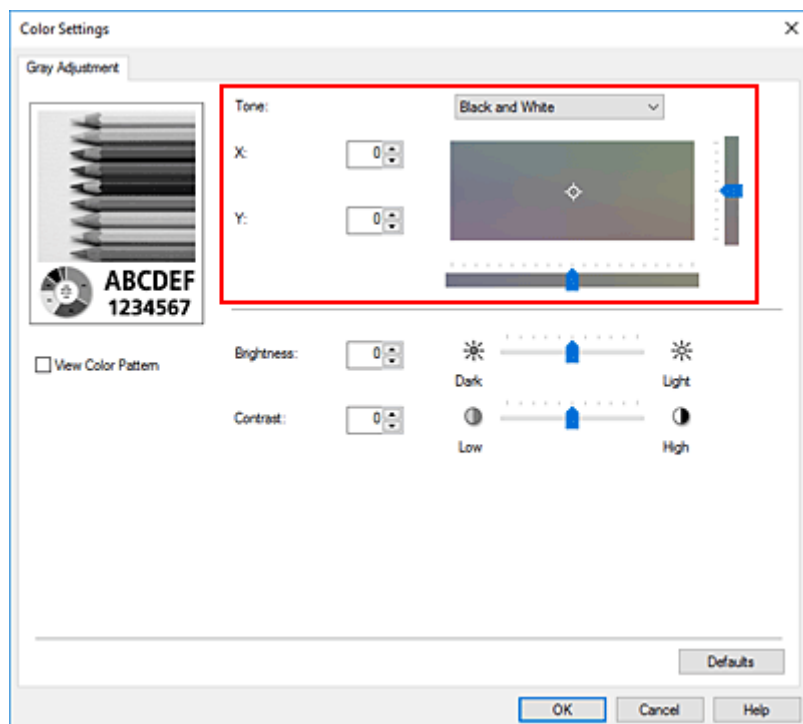 Color Settings
Gray Adjustment
Tone:
Black and White
X:
0
Y:
0
ABCDEF
1234567
View Color Pattern
Brightness:
0
Dark
Light
Contrast:
0
Low
High
Defaults
OK
Cancel
Help